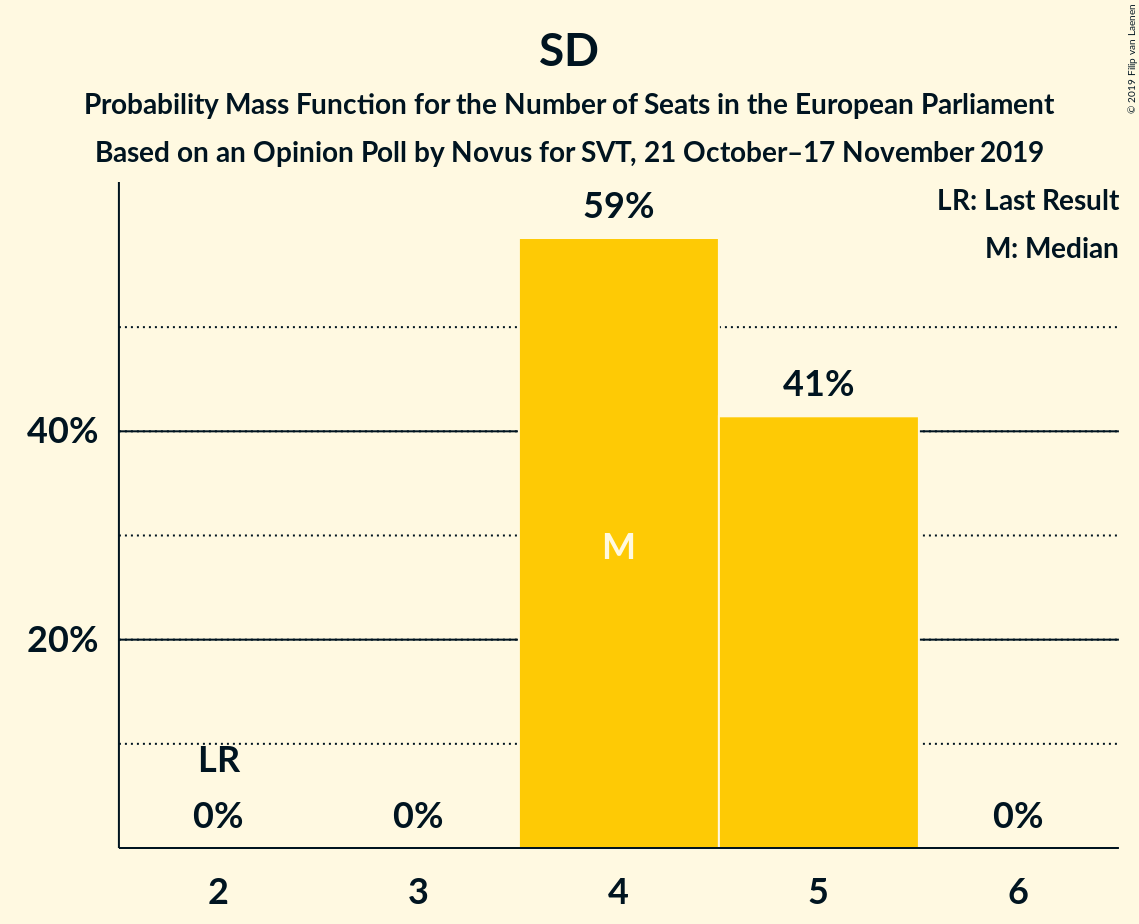 SD
Probability Mass Function for the Number of Seats in the European Parliament
Based on an Opinion Poll by Novus for SVT, 21 October–17 November 2019
© 2019 Filip van Laenen
LR: Last Result
M: Median
59%
41%
40%
M
20%
LR
0%
0%
0%
2
3
4
5
6